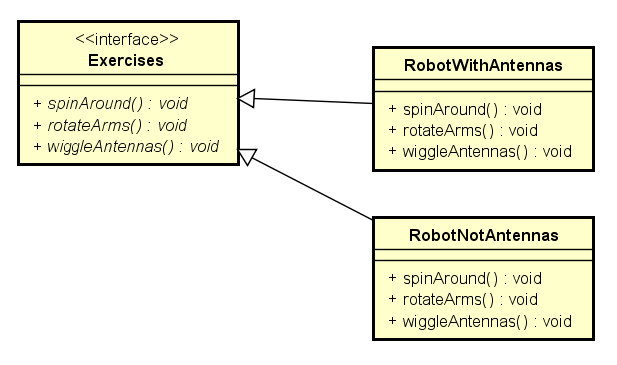 <<interface>>
Exercises
+ spinAround() : void
+ rotateArms() : void
+ wiggleAntennas() : void
RobotWithAntennas
+ spinAround() : void
+ rotateArms() : void
+ wiggleAntennas() : void
RobotNotAntennas
+ spinAround() : void
+ rotateArms() : void
+ wiggleAntennas() : void